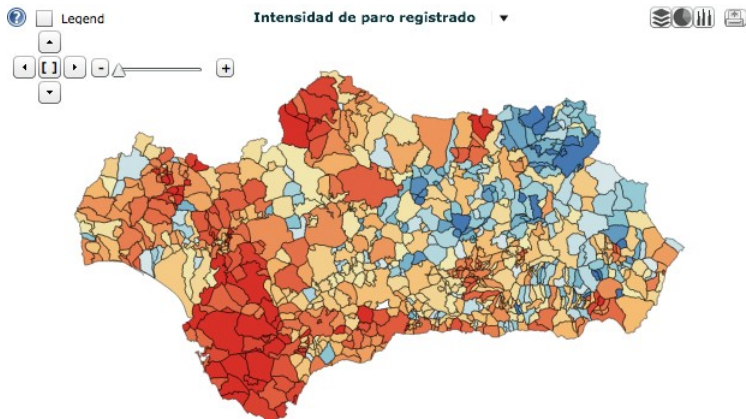 ? Legend Intensidad de paro registrado ▼
[ ]
- +